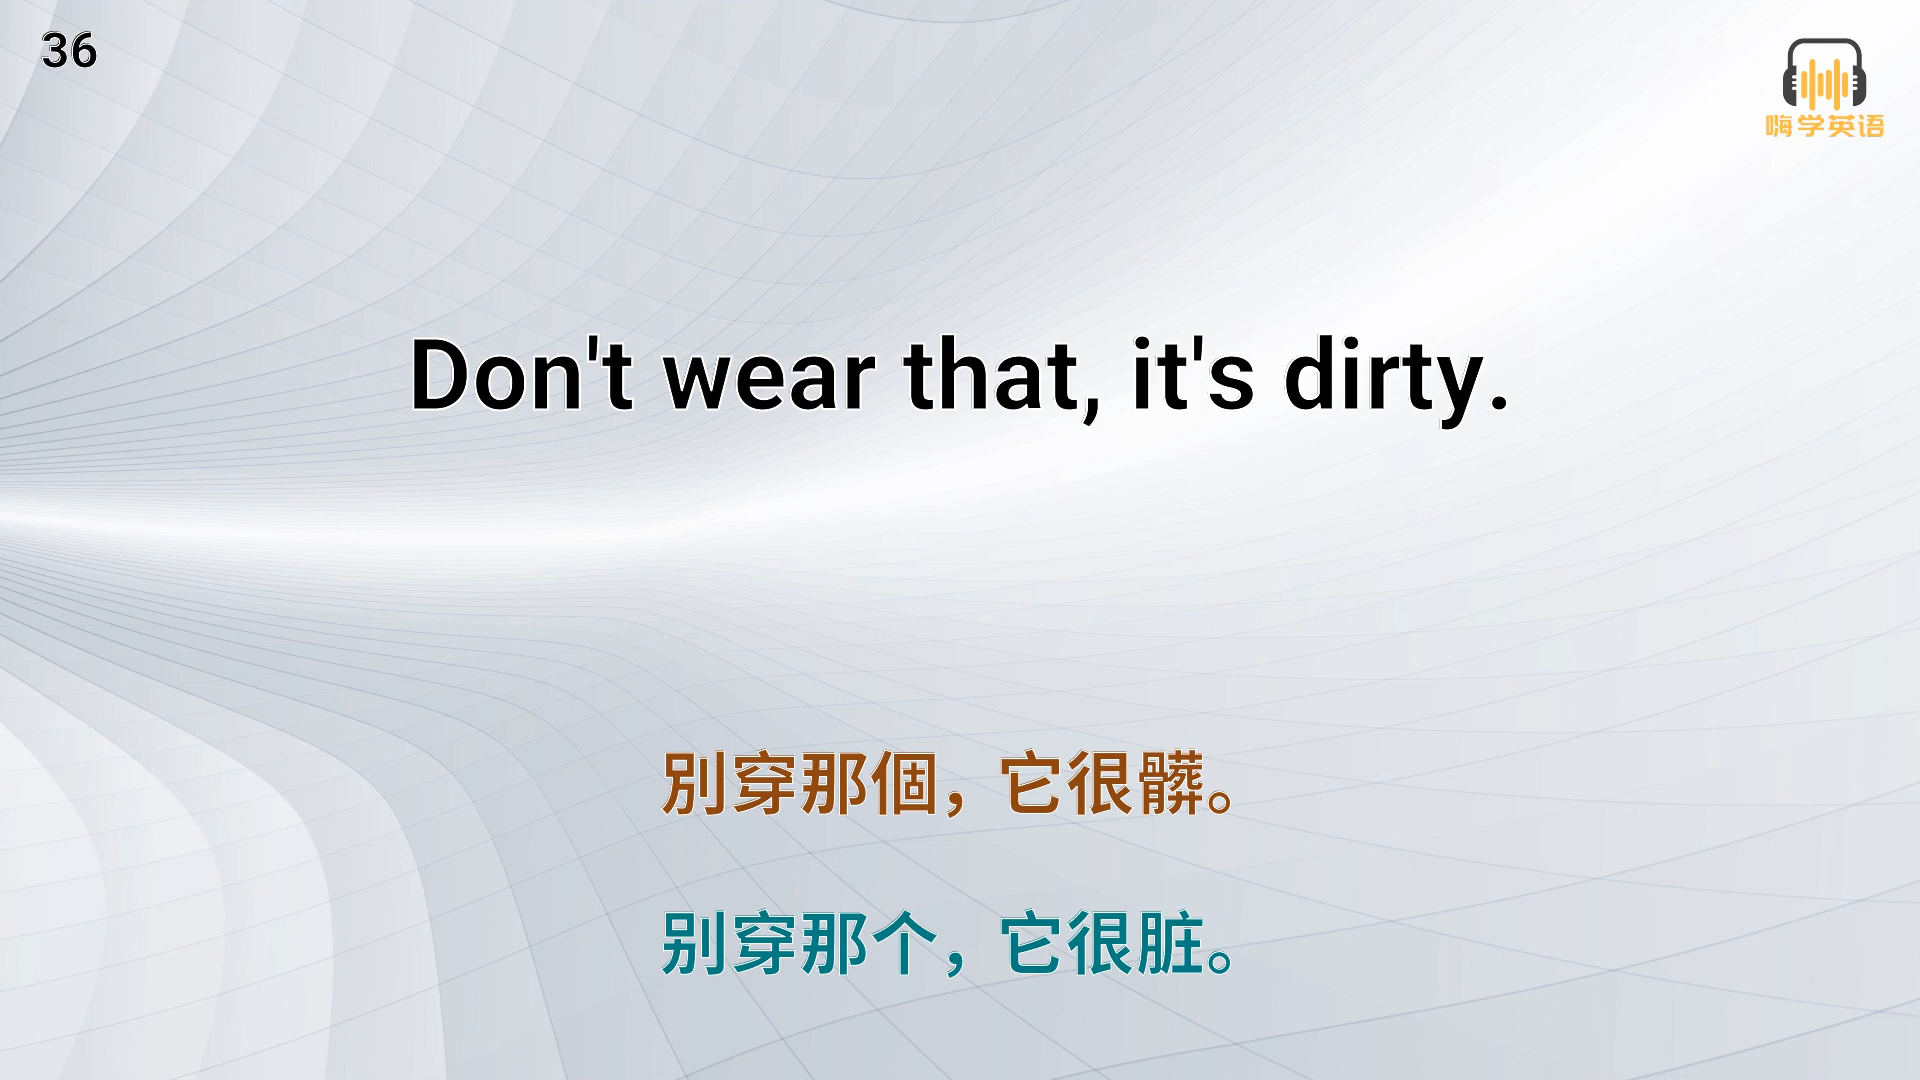 36
嗨学英语
Don't wear that, it's dirty.
別穿那個，它很髒。
别穿那个，它很脏。